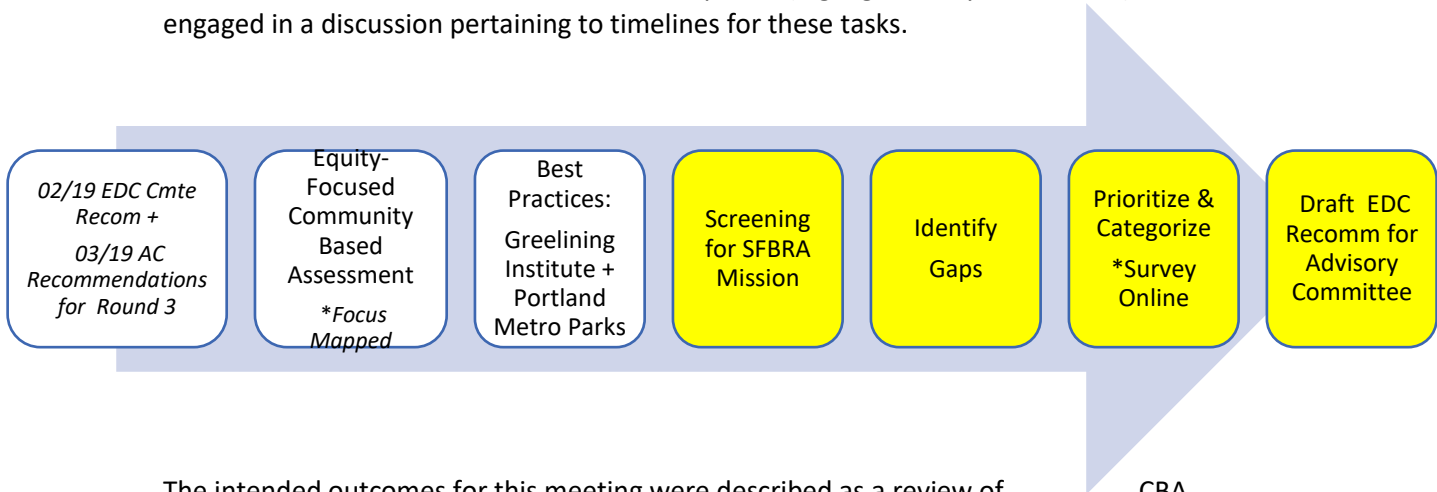 engaged in a discussion pertaining to timelines for these tasks.
02/19 EDC Cmte
Recom +
03/19 AC
Recommendations
for Round 3
Equity-
Focused
Community
Based
Assessment
*Focus
Mapped
Best
Practices:
Greelining
Institute +
Portland
Metro Parks
Screening
for SFBRA
Mission
Identify
Gaps
Prioritize &
Categorize
*Survey
Online
Draft EDC
Recomm for
Advisory
Committee
The intended outcomes for this meeting were described as a review of CBA